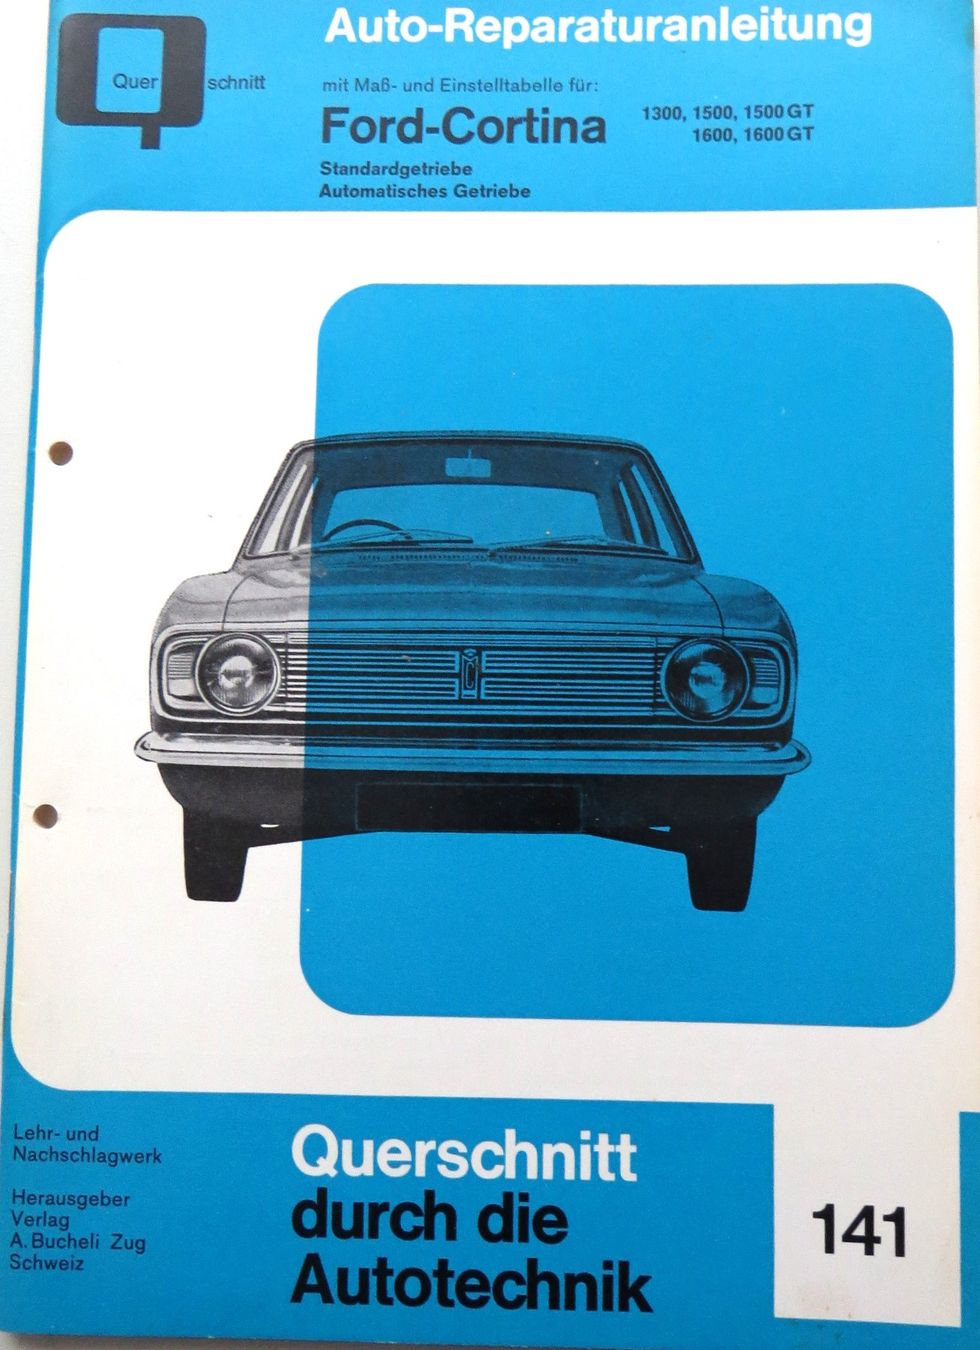 Auto-Reparaturanleitung
Quer schnitt
mit Maß- und Einstelltabelle für:
Ford-Cortina
1300, 1500, 1500 GT
1600, 1600 GT
Standardgetriebe
Automatisches Getriebe
Lehr- und
Nachschlagwerk
Herausgeber
Verlag
A. Bucheli Zug
Schweiz
Querschnitt
durch die
Autotechnik
141